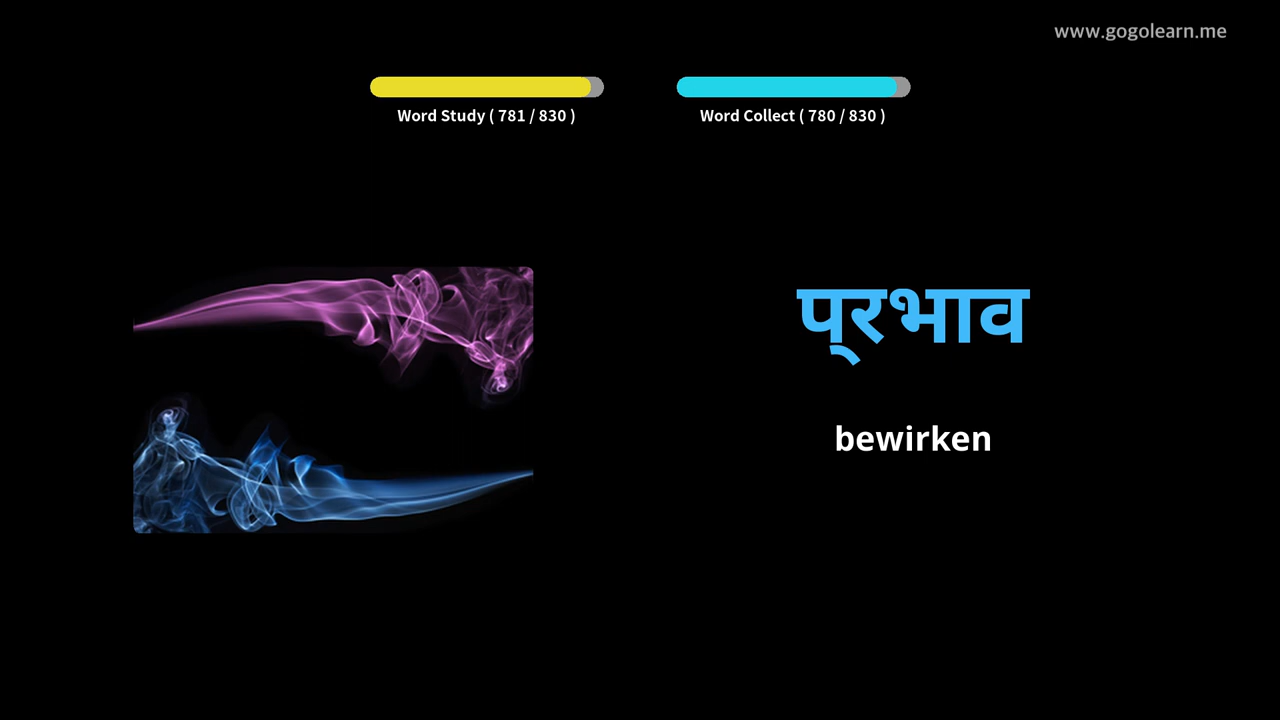 www.gogolearn.me
Word Study ( 781 / 830 )
Word Collect ( 780 / 830 )
प्रभाव
bewirken